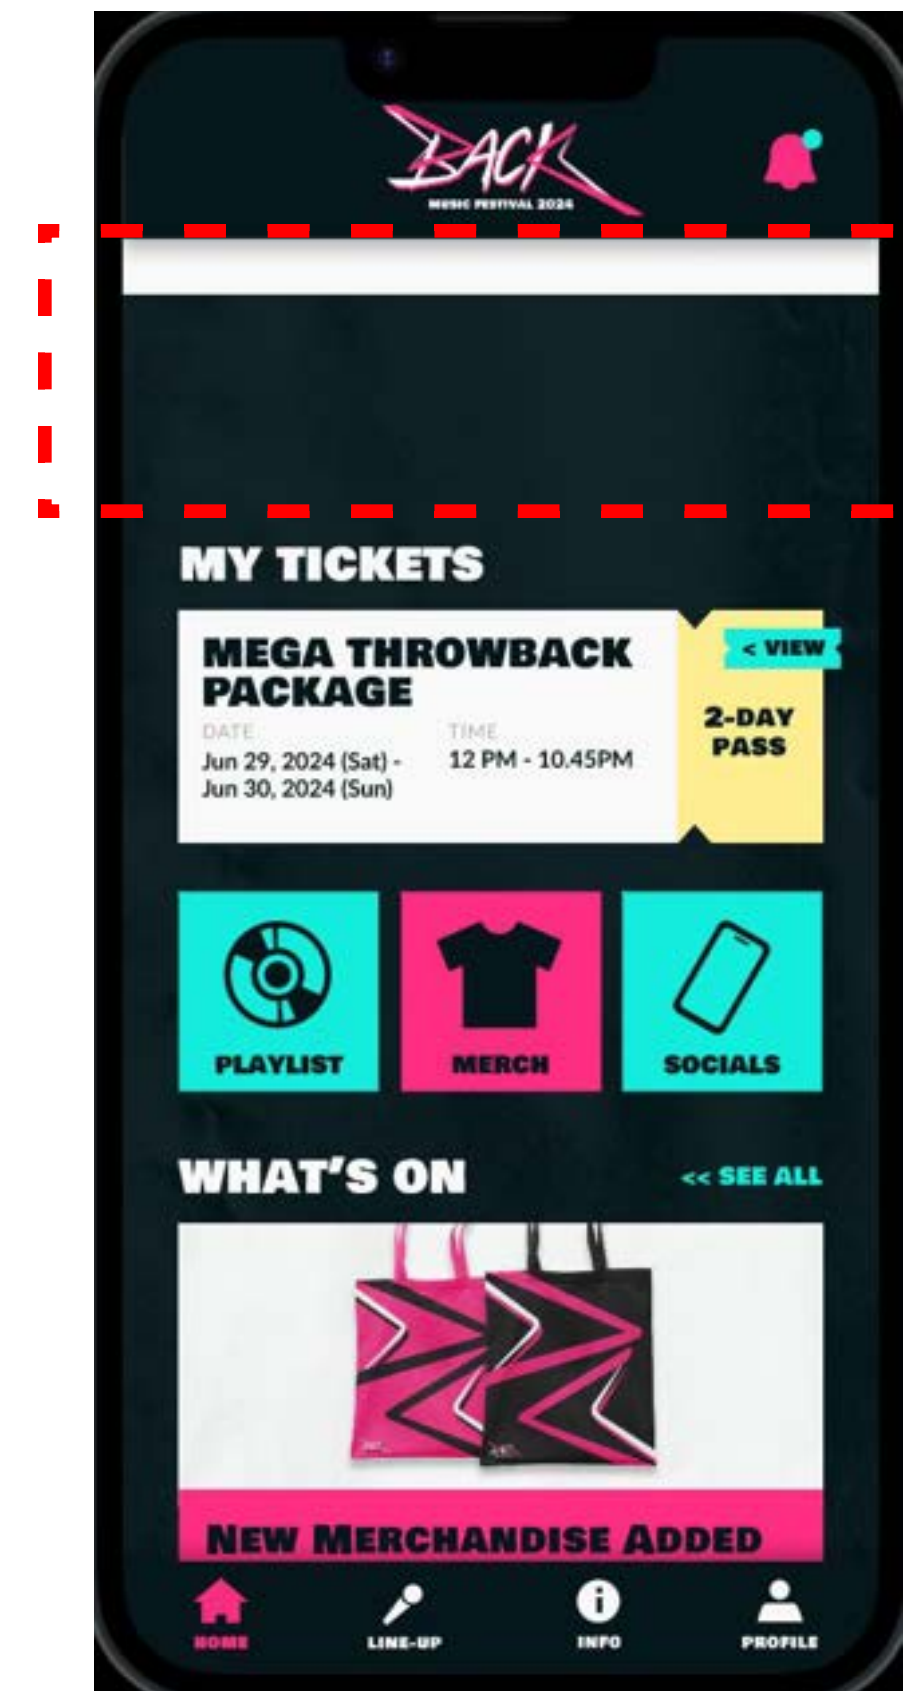 BACK
MUSIC FESTIVAL 2024
MY TICKETS
< VIEW
MEGA THROWBACK
PACKAGE
2-DAY
PASS
DATE
TIME
Jun 29, 2024 (Sat) -
Jun 30, 2024 (Sun)
12 PM - 10.45PM
PLAYLIST
MERCH
SOCIALS
WHAT'S ON
<< SEE ALL
NEW MERCHANDISE ADDED
HOME
LINE-UP
INFO
PROFILE